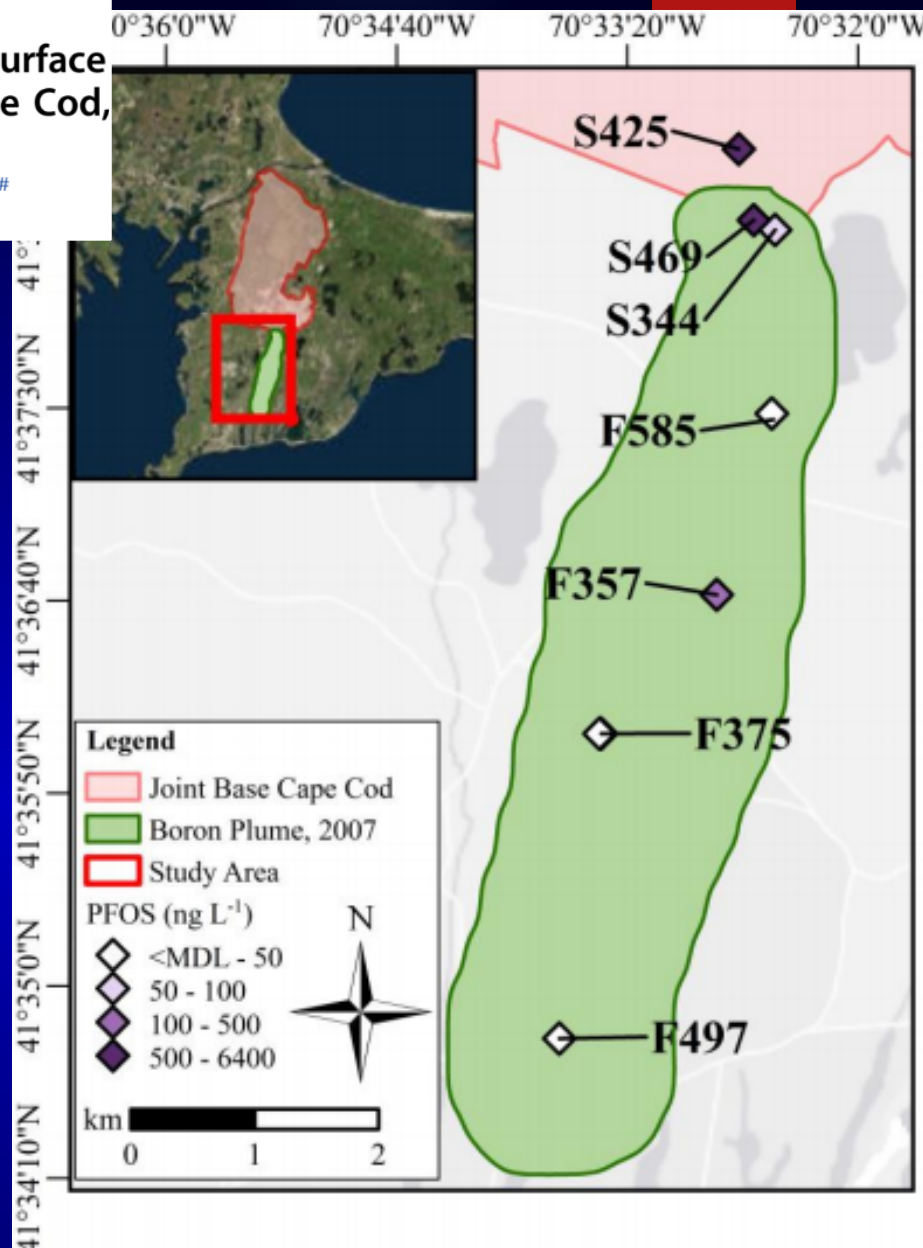 urface
e Cod,
#
0°36'0"W 70°34'40"W 70°33'20"W 70°32'0"W
S425
S469
S344
41°37'30"N
F585
41°36'40"N
F357
F375
41°35'50"N
Legend
Joint Base Cape Cod
Boron Plume, 2007
Study Area
PFOS (ng L⁻¹)
<MDL - 50
50 - 100
100 - 500
500 - 6400
N
41°35'0"N
F497
km
0 1 2
41°34'10"N